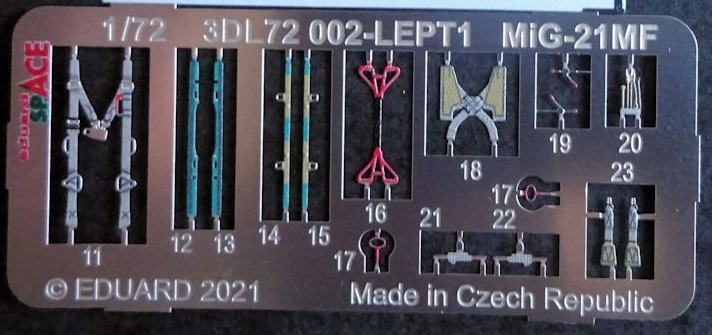 1/72 3DL72 002-LEPT1 MiG-21MF
eduard
SPACE
11
12 13
14 15
16
17
18
19
20
17
21 22
23
© EDUARD 2021 Made in Czech Republic